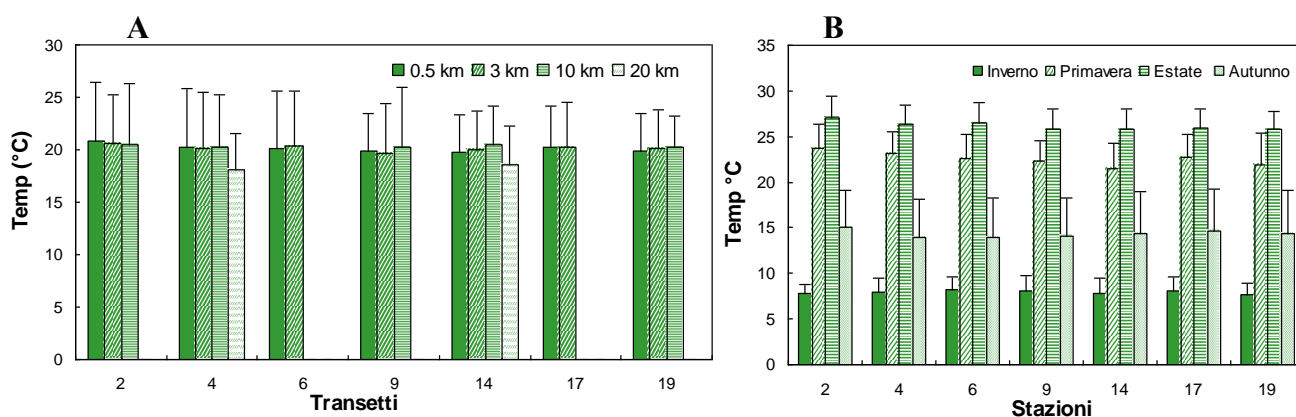 A
30
25
20
15
10
5
0
Temp (°C)
0.5 km 3 km 10 km 20 km
2 4 6 9 14 17 19
Transetti
B
35
30
25
20
15
10
5
0
Temp °C
Inverno Primavera Estate Autunno
2 4 6 9 14 17 19
Stazioni